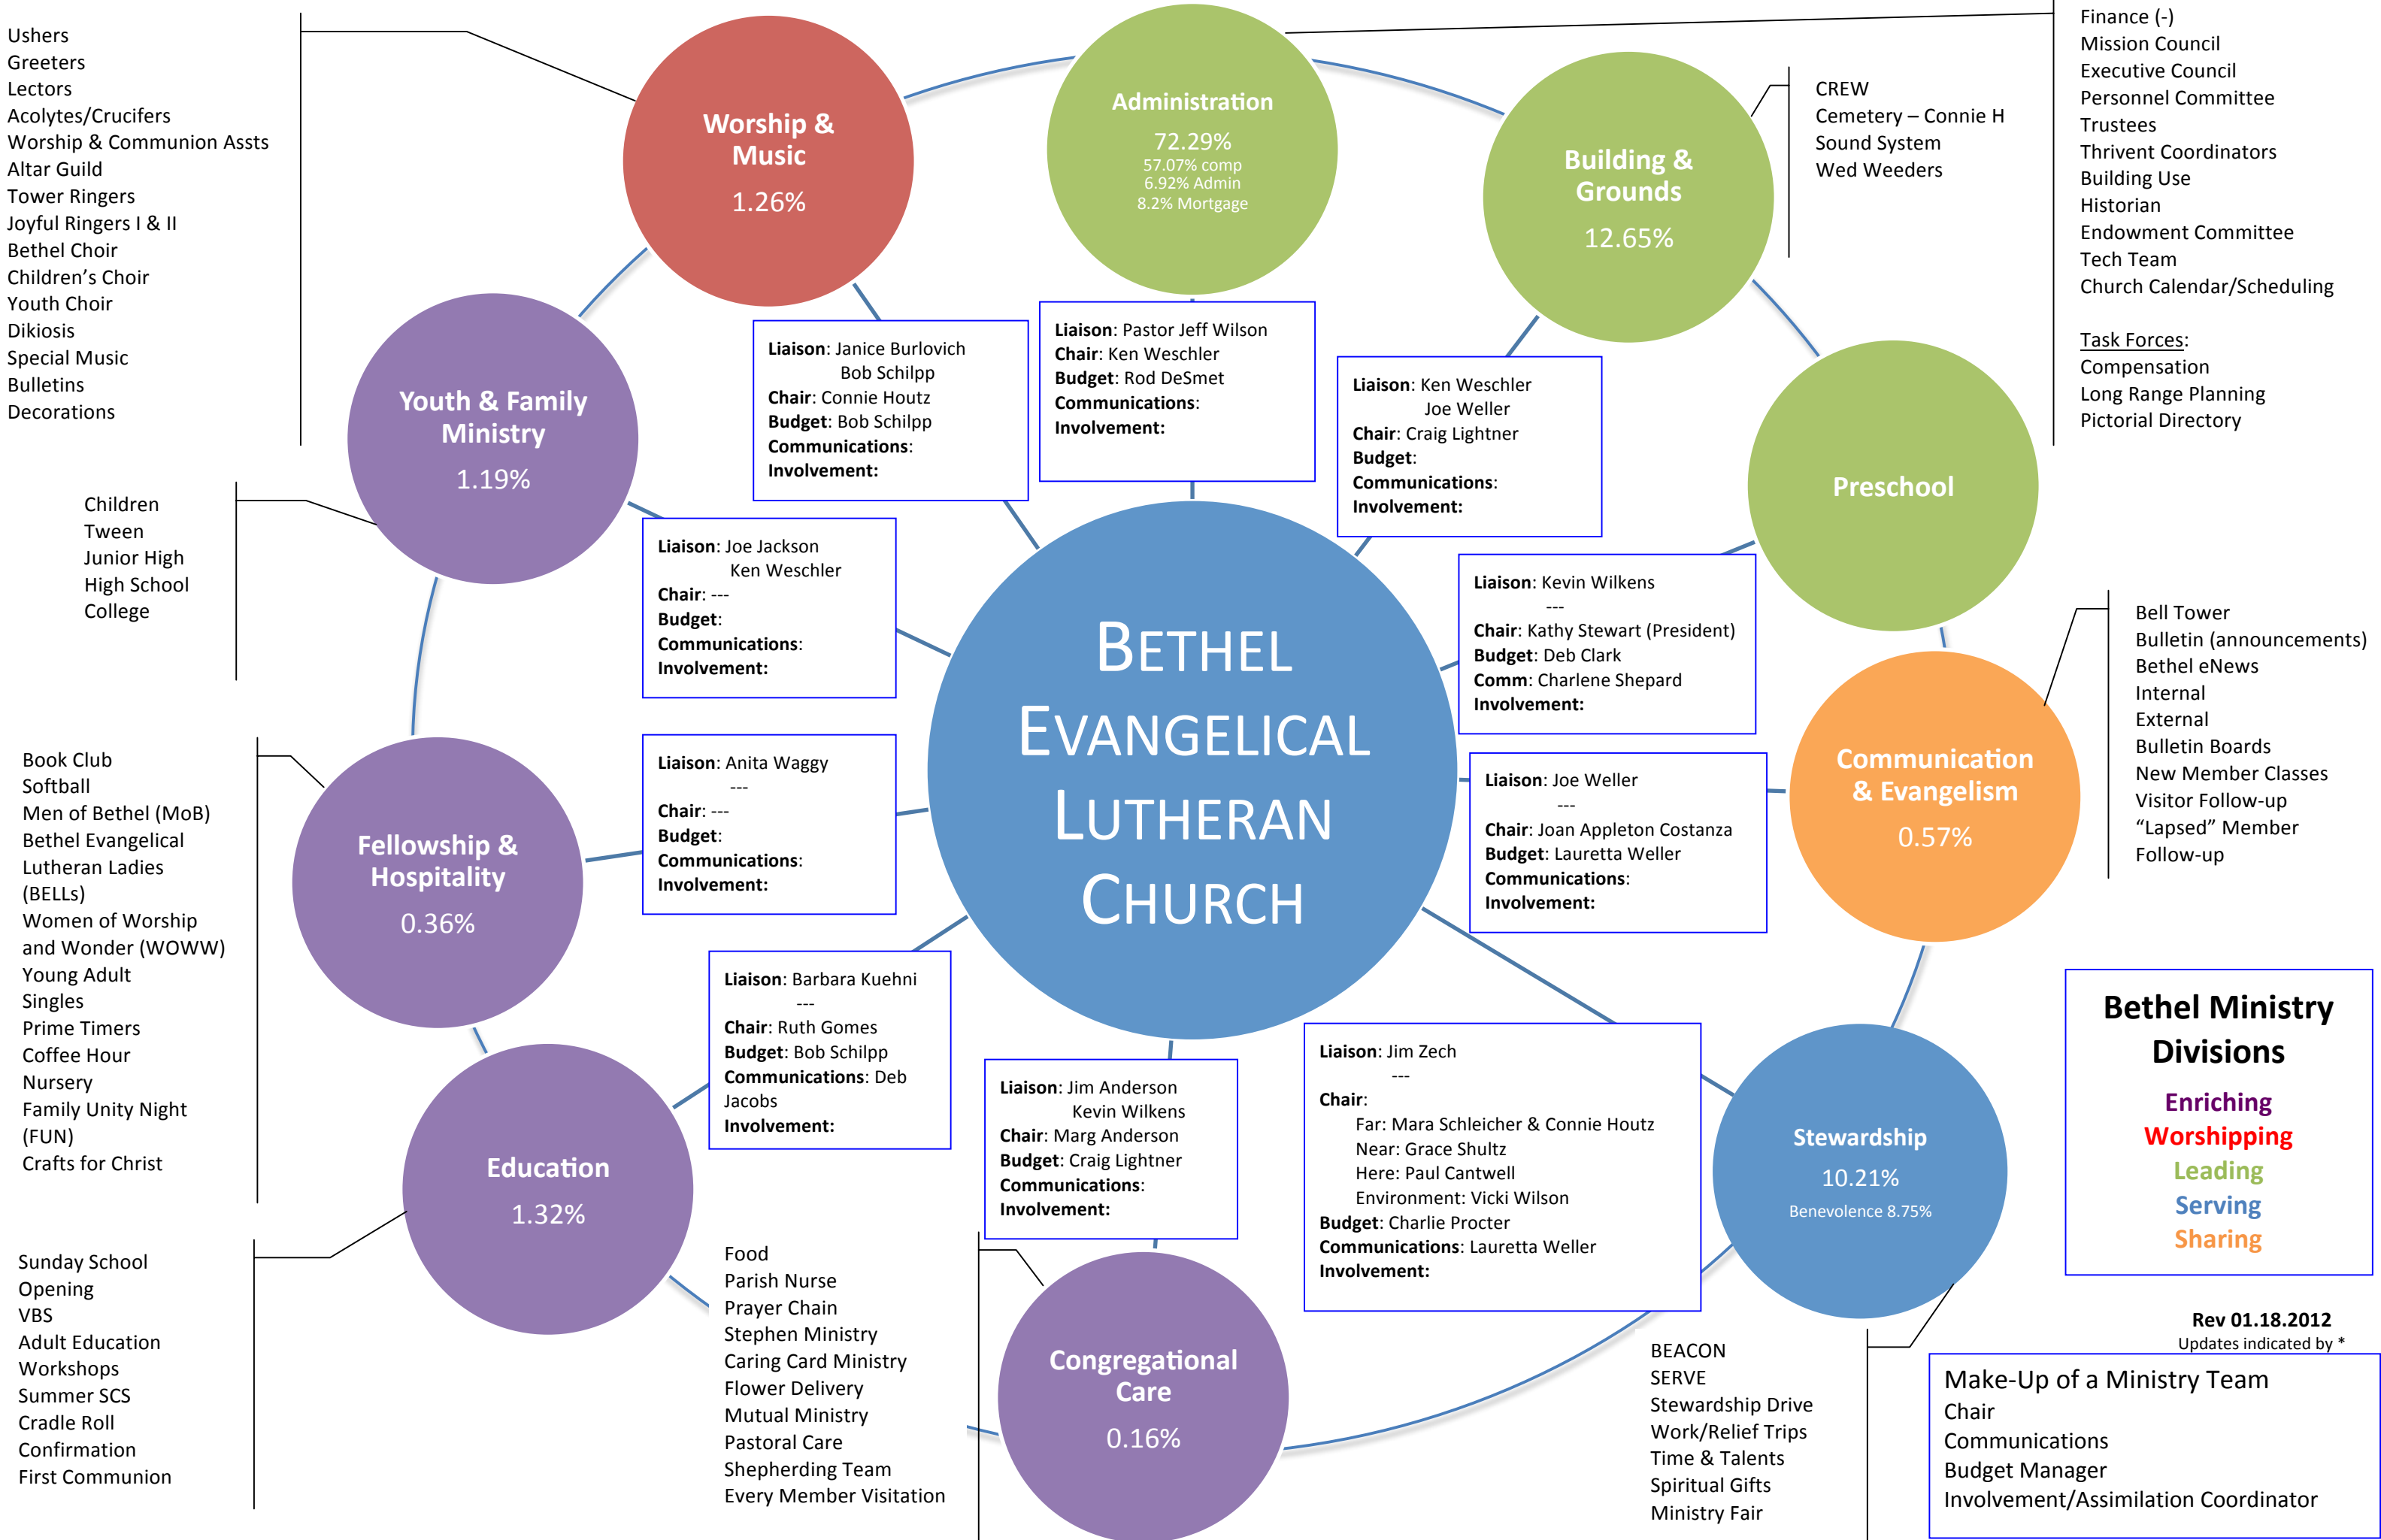 Ushers
Greeters
Lectors
Acolytes/Crucifers
Worship & Communion Assts
Altar Guild
Tower Ringers
Joyful Ringers I & II
Bethel Choir
Children's Choir
Youth Choir
Dikiosis
Special Music
Bulletins
Decorations
Worship &
Music
1.26%
Administration
72.29%
57.07% comp
6.92% Admin
8.2% Mortgage
Building &
Grounds
12.65%
CREW
Cemetery – Connie H
Sound System
Wed Weeders
Finance (-)
Mission Council
Executive Council
Personnel Committee
Trustees
Thrivent Coordinators
Building Use
Historian
Endowment Committee
Tech Team
Church Calendar/Scheduling
Task Forces:
Compensation
Long Range Planning
Pictorial Directory
Youth & Family
Ministry
1.19%
Liaison: Janice Burlovich
Bob Schilpp
Chair: Connie Houtz
Budget: Bob Schilpp
Communications:
Involvement:
Liaison: Pastor Jeff Wilson
Chair: Ken Weschler
Budget: Rod DeSmet
Communications:
Involvement:
Liaison: Ken Weschler
Joe Weller
Chair: Craig Lightner
Budget:
Communications:
Involvement:
Preschool
Children
Tween
Junior High
High School
College
Liaison: Joe Jackson
Ken Weschler
Chair: ---
Budget:
Communications:
Involvement:
BETHEL
EVANGELICAL
LUTHERAN
CHURCH
Liaison: Kevin Wilkens
---
Chair: Kathy Stewart (President)
Budget: Deb Clark
Comm: Charlene Shepard
Involvement:
Bell Tower
Bulletin (announcements)
Bethel eNews
Internal
External
Bulletin Boards
New Member Classes
Visitor Follow-up
“Lapsed” Member
Follow-up
Book Club
Softball
Men of Bethel (MoB)
Bethel Evangelical
Lutheran Ladies
(BELLs)
Women of Worship
and Wonder (WOWW)
Young Adult
Singles
Prime Timers
Coffee Hour
Nursery
Family Unity Night
(FUN)
Crafts for Christ
Fellowship &
Hospitality
0.36%
Liaison: Anita Waggy
---
Chair: ---
Budget:
Communications:
Involvement:
Liaison: Joe Weller
---
Chair: Joan Appleton Costanza
Budget: Lauretta Weller
Communications:
Involvement:
Communication
& Evangelism
0.57%
Education
1.32%
Liaison: Barbara Kuehni
---
Chair: Ruth Gomes
Budget: Bob Schilpp
Communications: Deb
Jacobs
Involvement:
Liaison: Jim Anderson
Kevin Wilkens
Chair: Marg Anderson
Budget: Craig Lightner
Communications:
Involvement:
Liaison: Jim Zech
---
Chair:
Far: Mara Schleicher & Connie Houtz
Near: Grace Shultz
Here: Paul Cantwell
Environment: Vicki Wilson
Budget: Charlie Procter
Communications: Lauretta Weller
Involvement:
Stewardship
10.21%
Benevolence 8.75%
Bethel Ministry
Divisions
Enriching
Worshipping
Leading
Serving
Sharing
Sunday School
Opening
VBS
Adult Education
Workshops
Summer SCS
Cradle Roll
Confirmation
First Communion
Food
Parish Nurse
Prayer Chain
Stephen Ministry
Caring Card Ministry
Flower Delivery
Mutual Ministry
Pastoral Care
Shepherding Team
Every Member Visitation
Congregational
Care
0.16%
BEACON
SERVE
Stewardship Drive
Work/Relief Trips
Time & Talents
Spiritual Gifts
Ministry Fair
Rev 01.18.2012
Updates indicated by *
Make-Up of a Ministry Team
Chair
Communications
Budget Manager
Involvement/Assimilation Coordinator